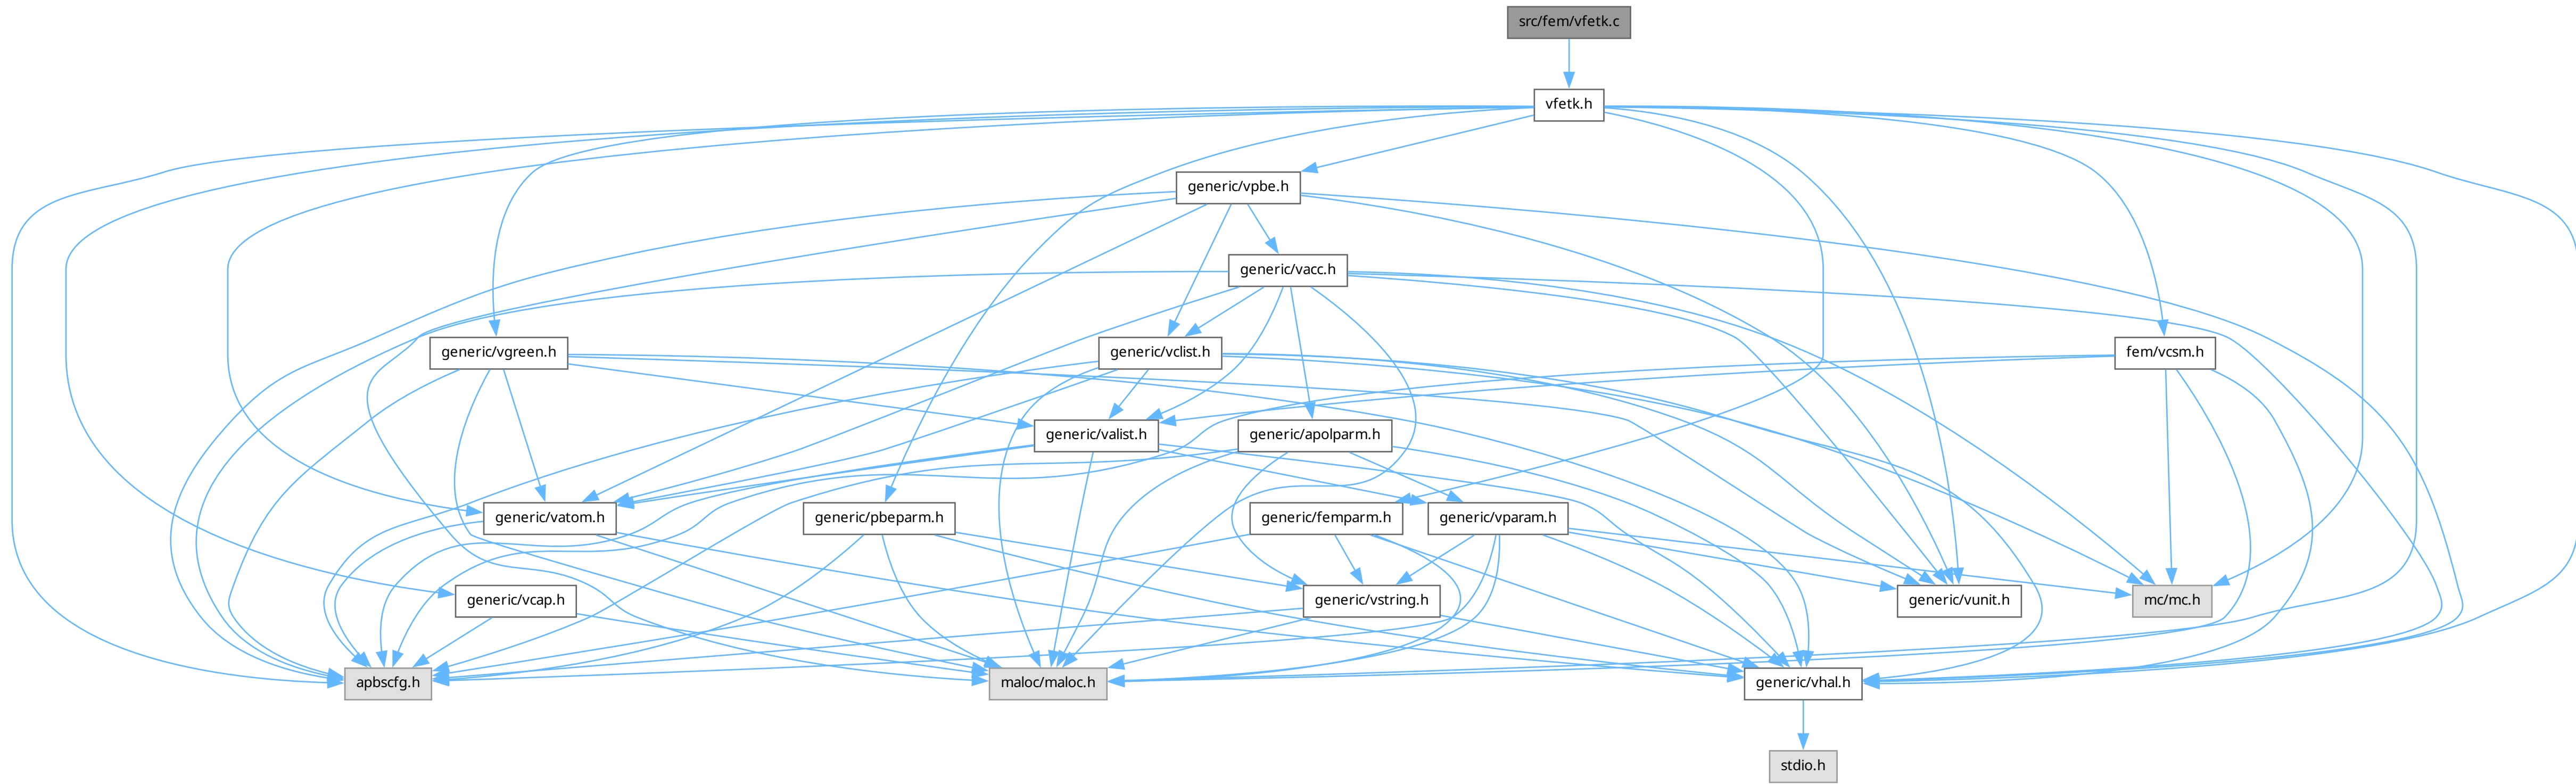 src/fem/vfetk.c
vfetk.h
generic/vpbe.h
generic/vacc.h
generic/vgreen.h
generic/vclist.h
fem/vcsm.h
generic/valist.h
generic/apolparm.h
generic/vatom.h
generic/pbeparm.h
generic/femparm.h
generic/vparam.h
generic/vcap.h
generic/vstring.h
generic/vunit.h
mc/mc.h
apbscfg.h
maloc/maloc.h
generic/vhal.h
stdio.h